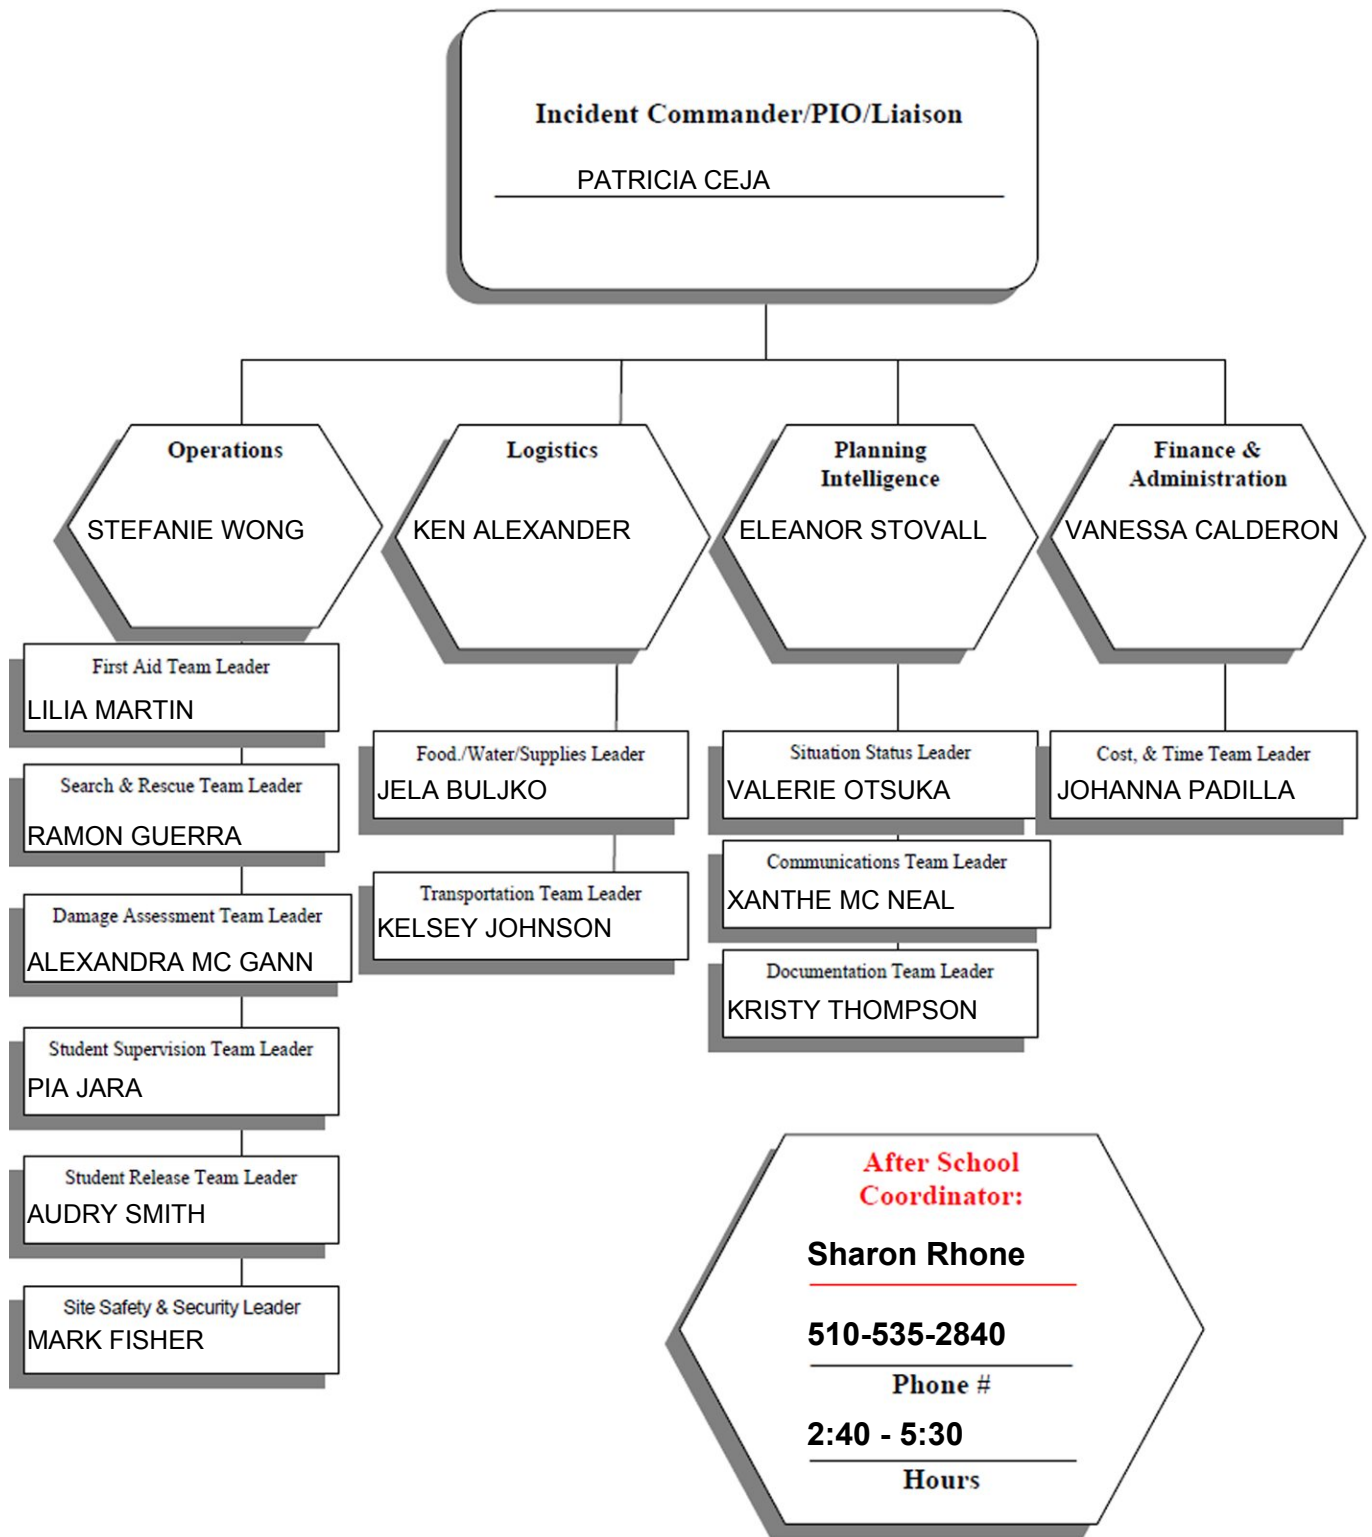 Incident Commander/PIO/Liaison
PATRICIA CEJA
Operations
STEFANIE WONG
First Aid Team Leader
LILIA MARTIN
Search & Rescue Team Leader
RAMON GUERRA
Damage Assessment Team Leader
ALEXANDRA MC GANN
Student Supervision Team Leader
PIA JARA
Student Release Team Leader
AUDRY SMITH
Site Safety & Security Leader
MARK FISHER
Logistics
KEN ALEXANDER
Food./Water/Supplies Leader
JELA BULJKO
Transportation Team Leader
KELSEY JOHNSON
Planning
Intelligence
ELEANOR STOVALL
Situation Status Leader
VALERIE OTSUKA
Communications Team Leader
XANTHE MC NEAL
Documentation Team Leader
KRISTY THOMPSON
Finance &
Administration
VANESSA CALDERON
Cost, & Time Team Leader
JOHANNA PADILLA
After School
Coordinator:
Sharon Rhone
510-535-2840
Phone #
2:40 - 5:30
Hours